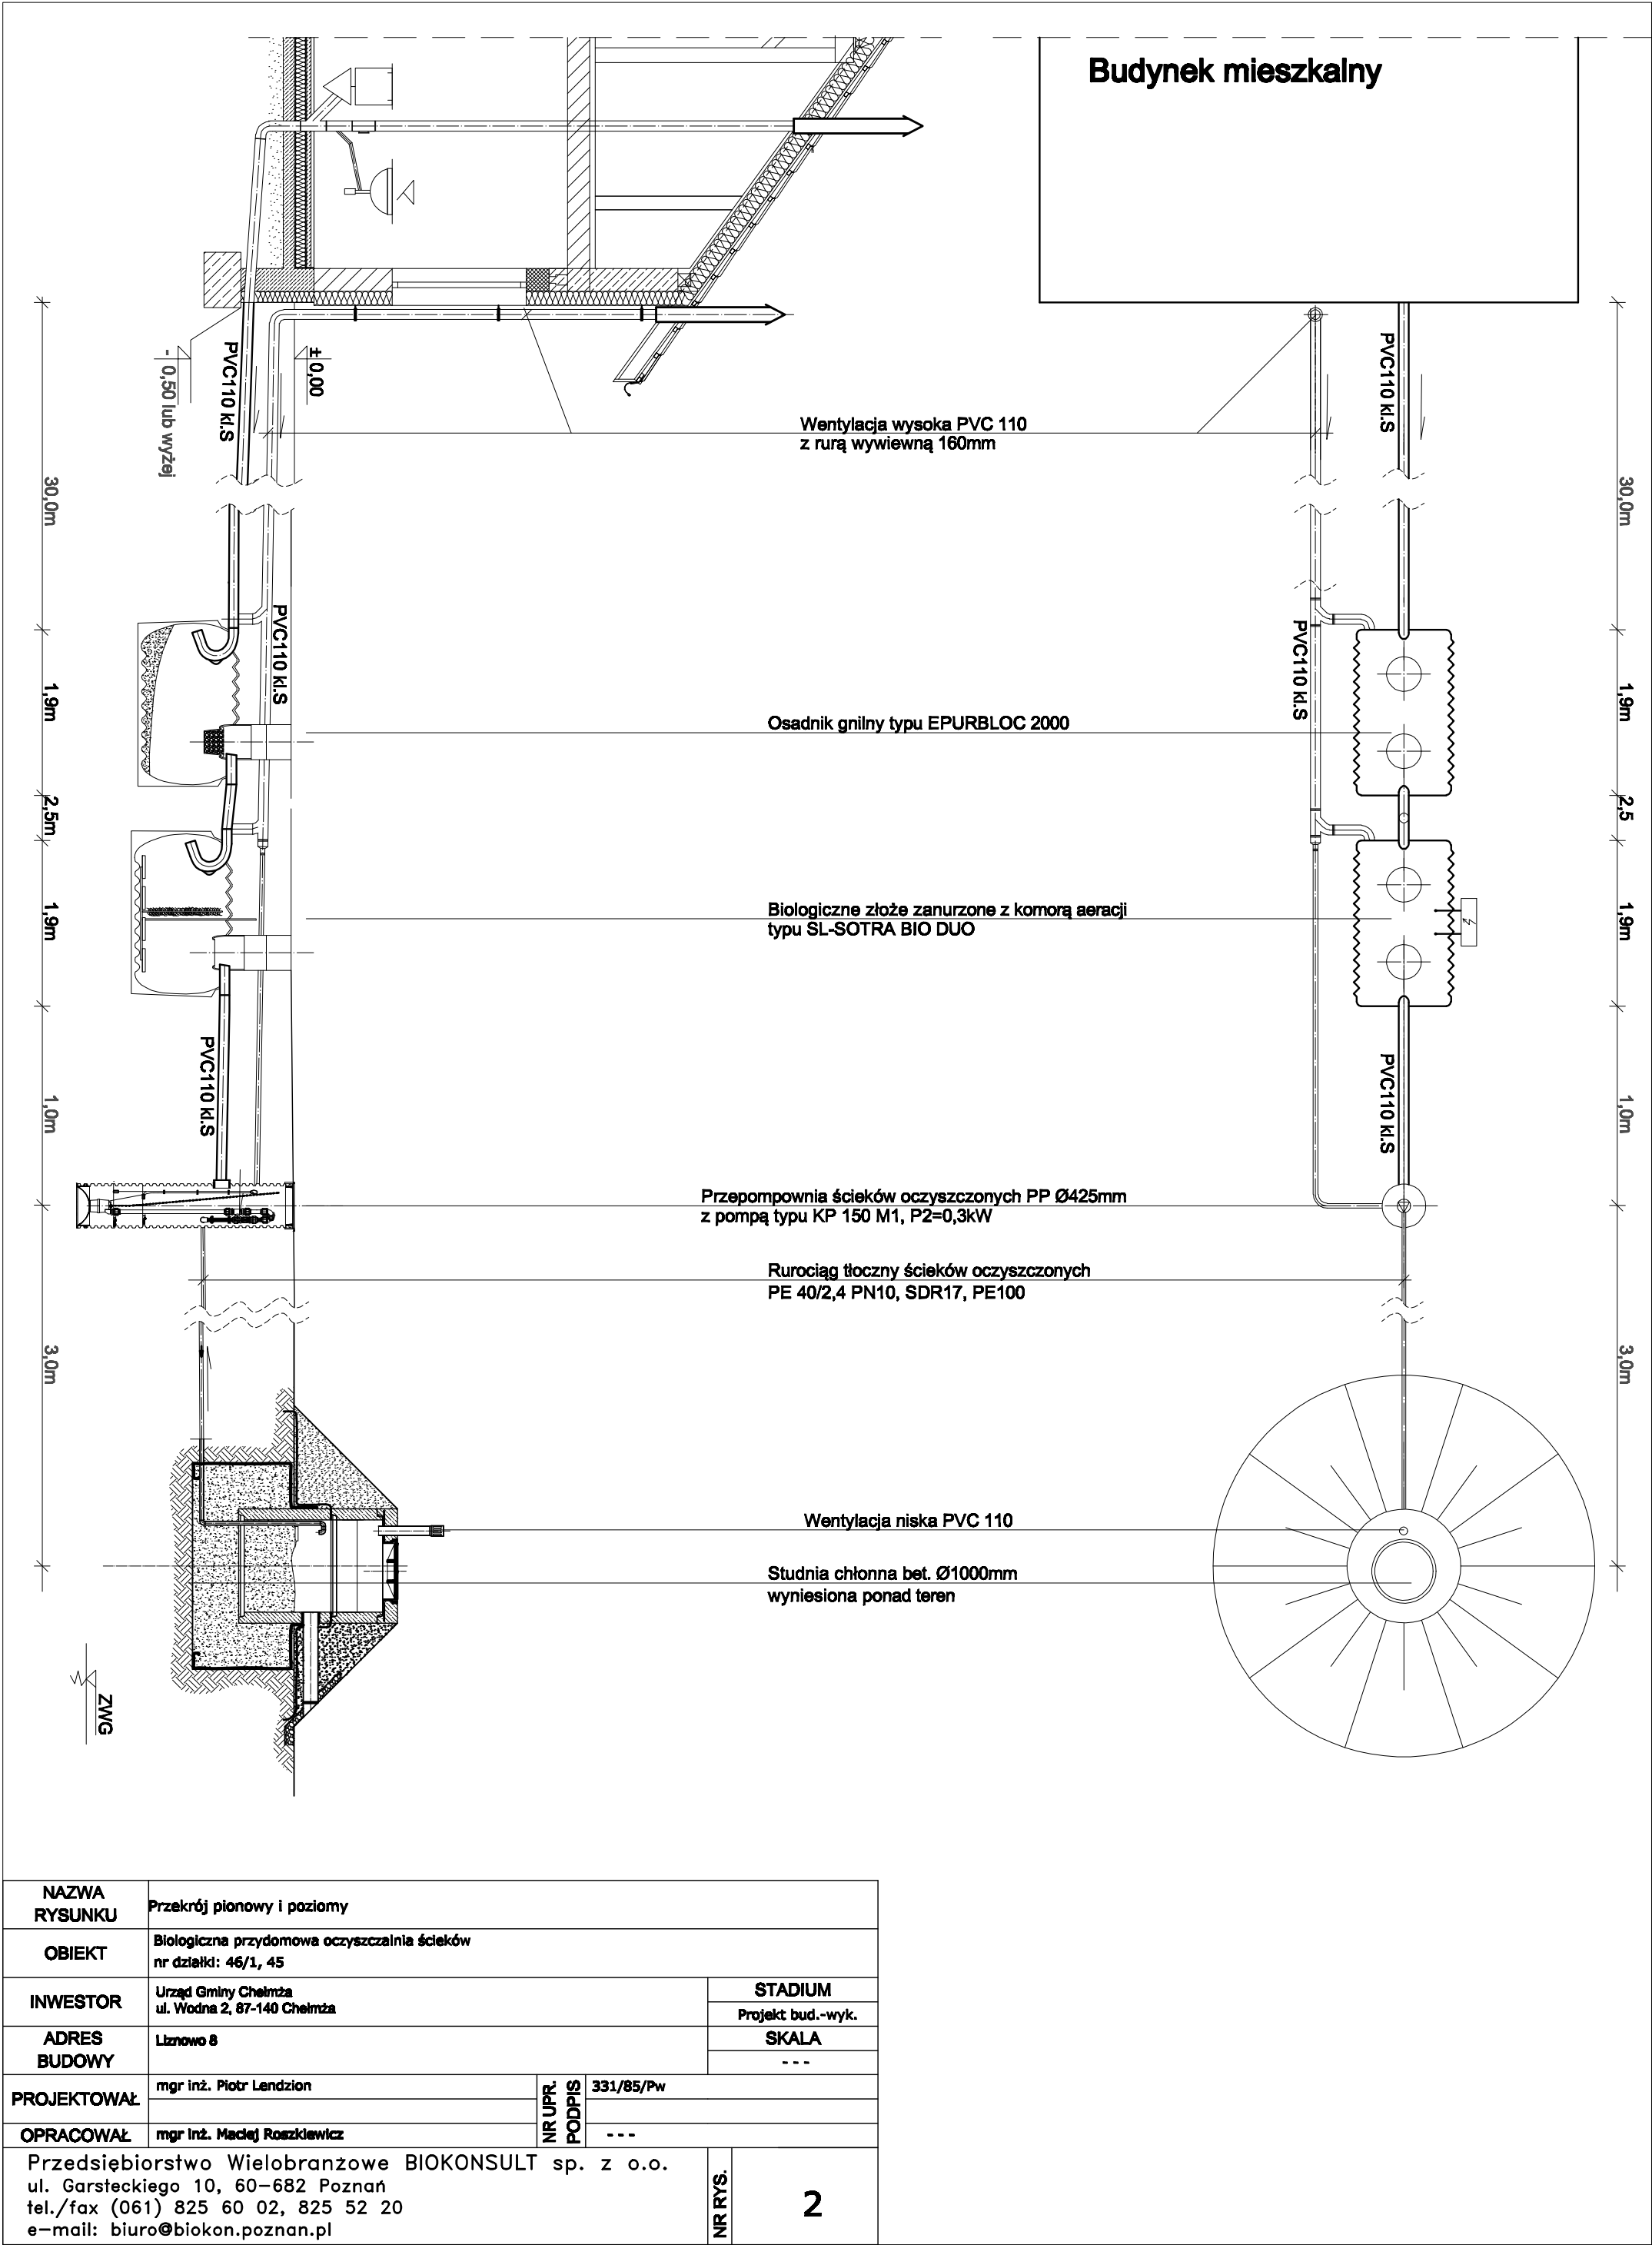 Budynek mieszkalny
± 0,00
- 0,50 lub wyżej
PVC110 kl.S
PVC110 kl.S
Wentylacja wysoka PVC 110
z rurą wywiewną 160mm
30,0m
30,0m
PVC110 kl.S
PVC110 kl.S
1,9m
1,9m
Osadnik gnilny typu EPURBLOC 2000
2,5m
2,5
Biologiczne złoże zanurzone z komorą aeracji
typu SL-SOTRA BIO DUO
1,9m
1,9m
PVC110 kl.S
PVC110 kl.S
1,0m
1,0m
Przepompownia ścieków oczyszczonych PP Ø425mm
z pompą typu KP 150 M1, P2=0,3kW
Rurociąg tłoczny ścieków oczyszczonych
PE 40/2,4 PN10, SDR17, PE100
3,0m
3,0m
Wentylacja niska PVC 110
Studnia chłonna bet. Ø1000mm
wyniesiona ponad teren
ZWG
NAZWA
RYSUNKU
Przekrój pionowy i poziomy
OBIEKT
Biologiczna przydomowa oczyszczalnia ścieków
nr działki: 46/1, 45
INWESTOR
Urząd Gminy Chełmża
ul. Wodna 2, 87-140 Chełmża
STADIUM
Projekt bud.-wyk.
ADRES
BUDOWY
Liznowo 8
SKALA
- - -
PROJEKTOWAŁ
mgr inż. Piotr Lendzion
NR UPR.
PODPIS
331/85/Pw
OPRACOWAŁ
mgr inż. Maciej Roszkiewicz
- - -
Przedsiębiorstwo Wielobranżowe BIOKONSULT sp. z o.o.
ul. Garsteckiego 10, 60-682 Poznań
tel./fax (061) 825 60 02, 825 52 20
e-mail: biuro@biokon.poznan.pl
NR RYS.
2